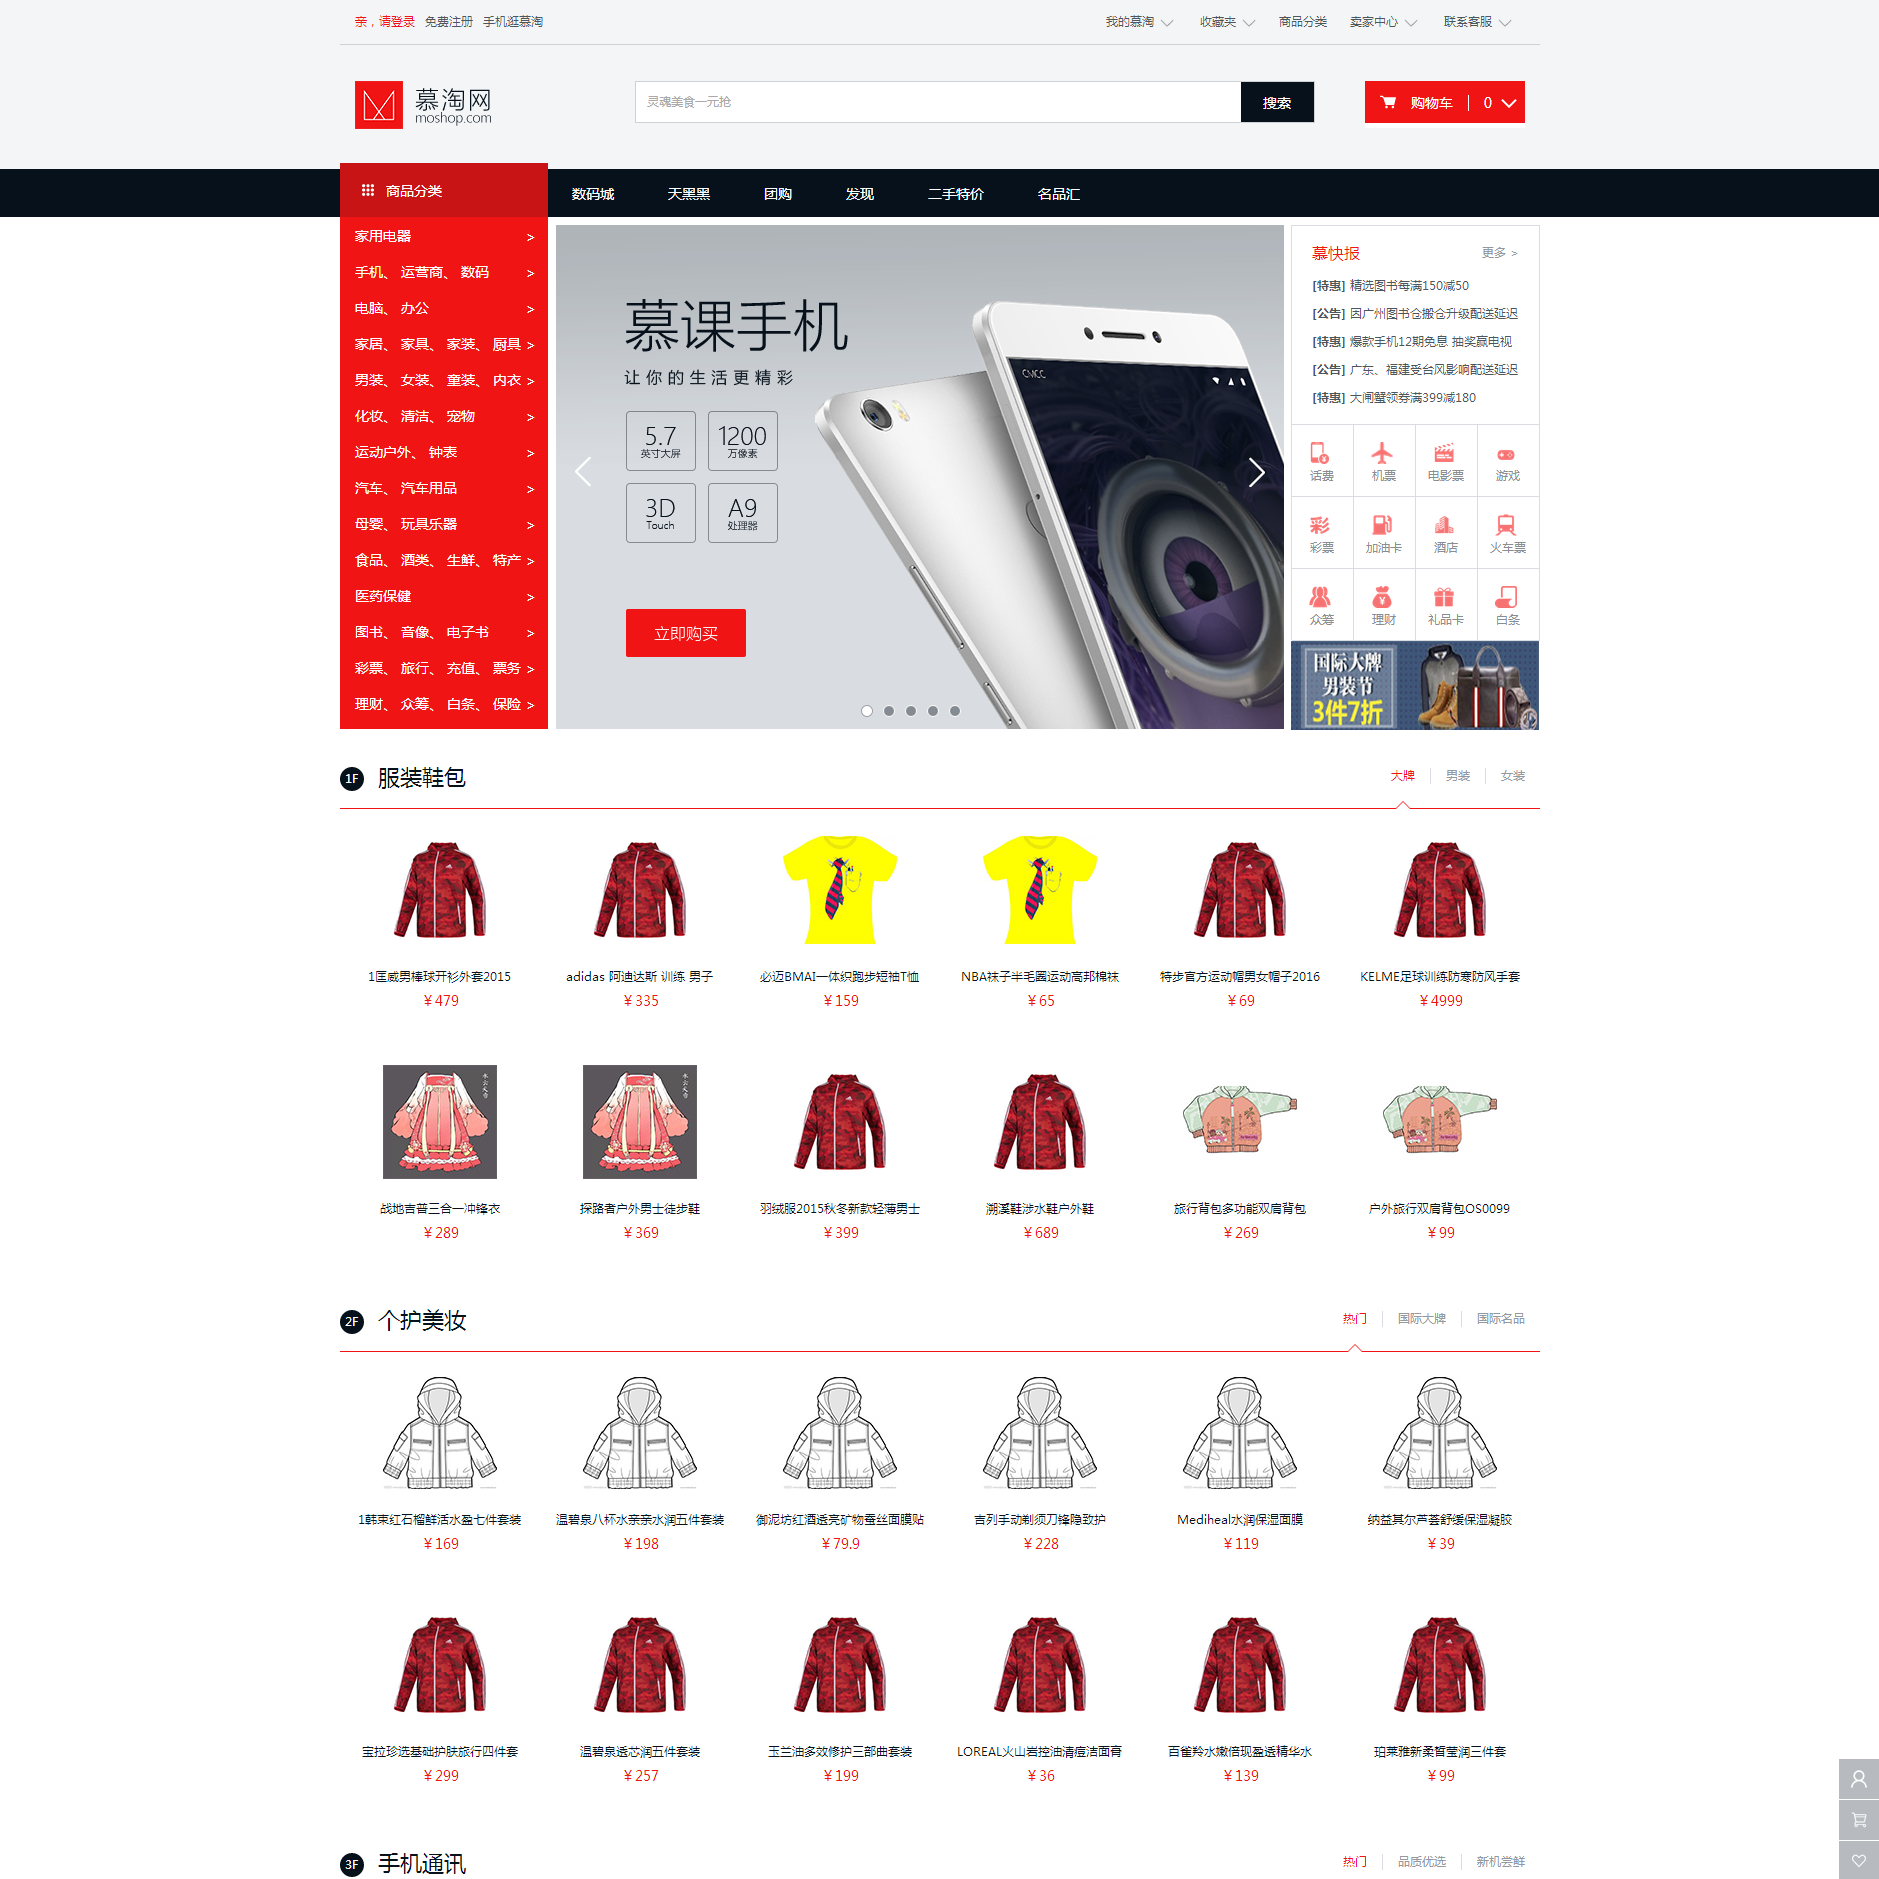 亲，请登录 免费注册 手机逛慕淘
我的慕淘 收藏夹 商品分类 卖家中心 联系客服
慕淘网
moshop.com
灵魂美食一元抢
搜索
购物车 0
商品分类
数码城 天黑黑 团购 发现 二手特价 名品汇
家用电器 >
手机、 运营商、 数码 >
电脑、 办公 >
家居、 家具、 家装、 厨具 >
男装、 女装、 童装、 内衣 >
化妆、 清洁、 宠物 >
运动户外、 钟表 >
汽车、 汽车用品 >
母婴、 玩具乐器 >
食品、 酒类、 生鲜、 特产 >
医药保健 >
图书、 音像、 电子书 >
彩票、 旅行、 充值、 票务 >
理财、 众筹、 白条、 保险 >
慕课手机
让你的生活更精彩
5.7
英寸大屏
1200
万像素
3D
Touch
A9
处理器
立即购买
CMCC
慕快报 更多 >
[特惠] 精选图书每满150减50
[公告] 因广州图书仓搬仓升级配送延迟
[特惠] 爆款手机12期免息 抽奖赢电视
[公告] 广东、福建受台风影响配送延迟
[特惠] 大闸蟹领券满399减180
话费 机票 电影票 游戏
彩票 加油卡 酒店 火车票
众筹 理财 礼品卡 白条
国际大牌
男装节
3件7折
1F 服装鞋包
大牌 男装 女装
1匡威男棒球开衫外套2015 adidas 阿迪达斯 训练 男子 必迈BMAI一体织跑步短袖T恤 NBA袜子半毛圈运动高邦棉袜 特步官方运动帽男女帽子2016 KELME足球训练防寒防风手套
¥ 479 ¥ 335 ¥ 159 ¥ 65 ¥ 69 ¥ 4999
战地吉普三合一冲锋衣 探路者户外男士徒步鞋 羽绒服2015秋冬新款轻薄男士 溯溪鞋涉水鞋户外鞋 旅行背包多功能双肩背包 户外旅行双肩背包OS0099
¥ 289 ¥ 369 ¥ 399 ¥ 689 ¥ 269 ¥ 99
2F 个护美妆
热门 国际大牌 国际名品
1韩束红石榴鲜活水盈七件套装 温碧泉八杯水亲亲水润五件套装 御泥坊红酒透亮矿物蚕丝面膜贴 吉列手动剃须刀锋隐致护 Mediheal水润保湿面膜 纳益其尔芦荟舒缓保湿凝胶
¥ 169 ¥ 198 ¥ 79.9 ¥ 228 ¥ 119 ¥ 39
宝拉珍选基础护肤旅行四件套 温碧泉透芯润五件套装 玉兰油多效修护三部曲套装 LOREAL火山岩控油清痘洁面膏 百雀羚水嫩倍现盈透精华水 珀莱雅新柔皙莹润三件套
¥ 299 ¥ 257 ¥ 199 ¥ 36 ¥ 139 ¥ 99
3F 手机通讯
热门 品质优选 新机尝鲜